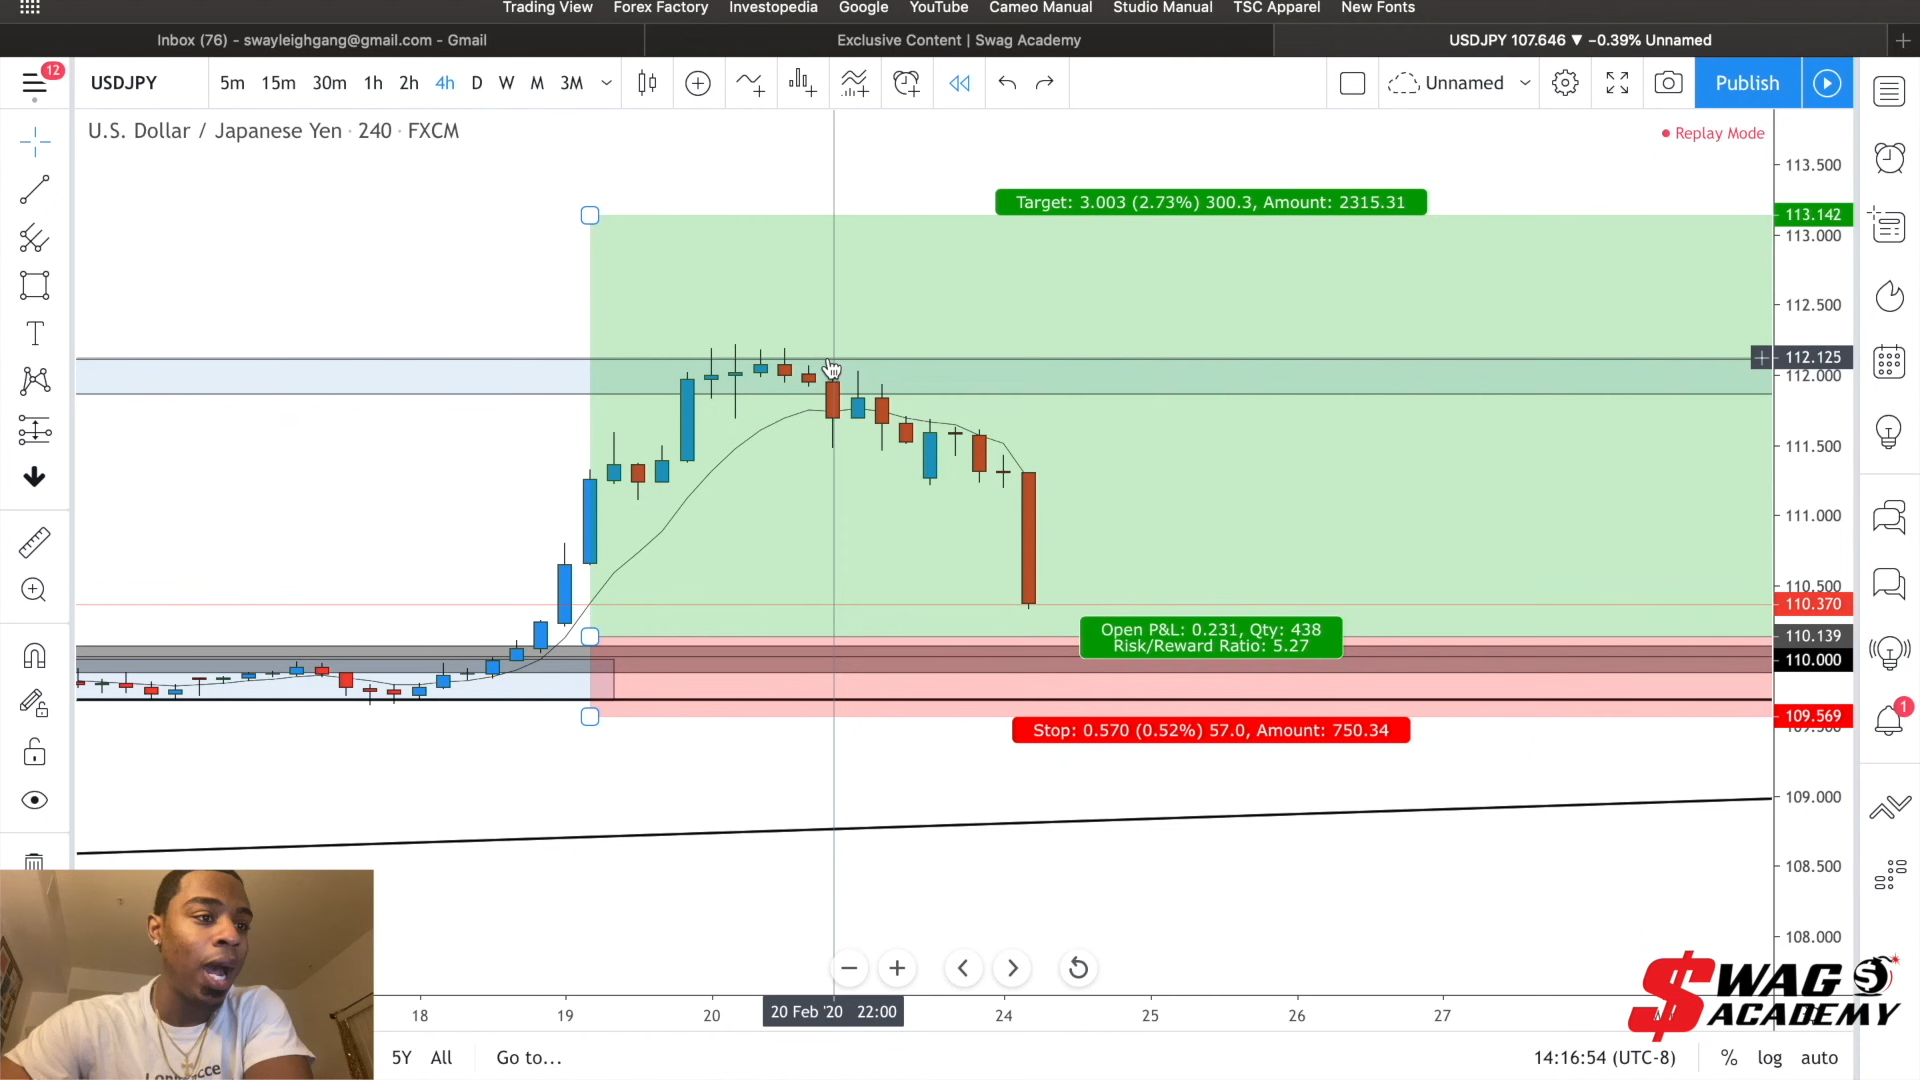 Trading View Forex Factory Investopedia Google YouTube Cameo Manual Studio Manual TSC Apparel New Fonts
Inbox (76) - swayleighgang@gmail.com - Gmail Exclusive Content | Swag Academy USDJPY 107.646 ▼ −0.39% Unnamed
12
USDJPY 5m 15m 30m 1h 2h 4h D W M 3M Unnamed Publish
U.S. Dollar / Japanese Yen · 240 · FXCM
Replay Mode
113.500
Target: 3.003 (2.73%) 300.3, Amount: 2315.31
113.142
113.000
112.500
112.125
112.000
111.500
111.000
110.500
110.370
Open P&L: 0.231, Qty: 438
Risk/Reward Ratio: 5.27
110.139
110.000
109.569
1
Stop: 0.570 (0.52%) 57.0, Amount: 750.34
109.000
108.500
108.000
$WAG
ACADEMY
18 19 20 20 Feb '20 22:00 24 25 26 27
5Y All Go to... 14:16:54 (UTC-8) % log auto